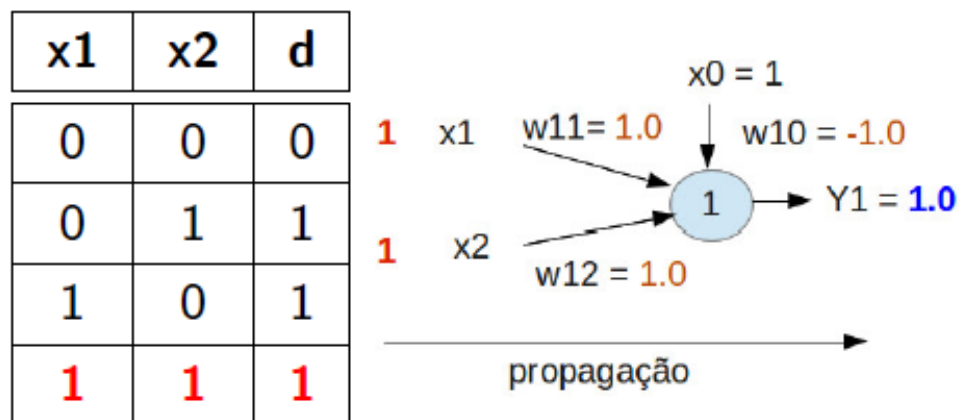 x1 x2 d
0 0 0
0 1 1
1 0 1
1 1 1
x0 = 1
1 x1 w11= 1.0 w10 = -1.0
1 Y1 = 1.0
1 x2
w12 = 1.0
propagação